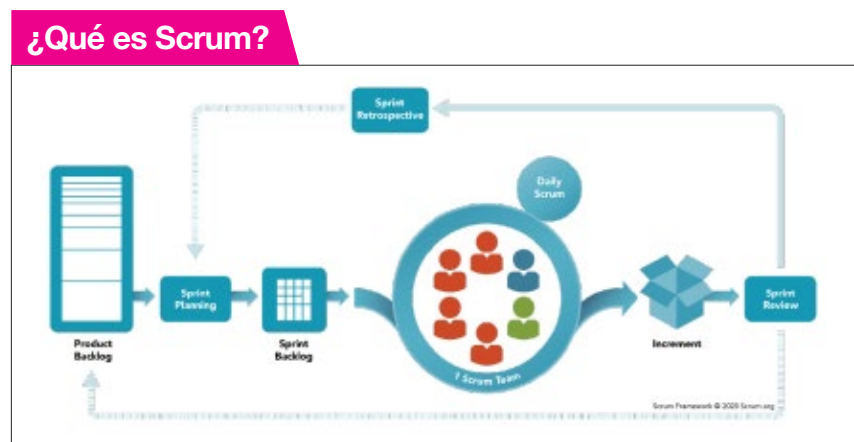 ¿Qué es Scrum?
Sprint
Retrospective
Daily
Scrum
Sprint
Planning
Sprint
Review
Product
Backlog
Sprint
Backlog
1 Scrum Team
Increment
Scrum Framework © 2020 Scrum.org